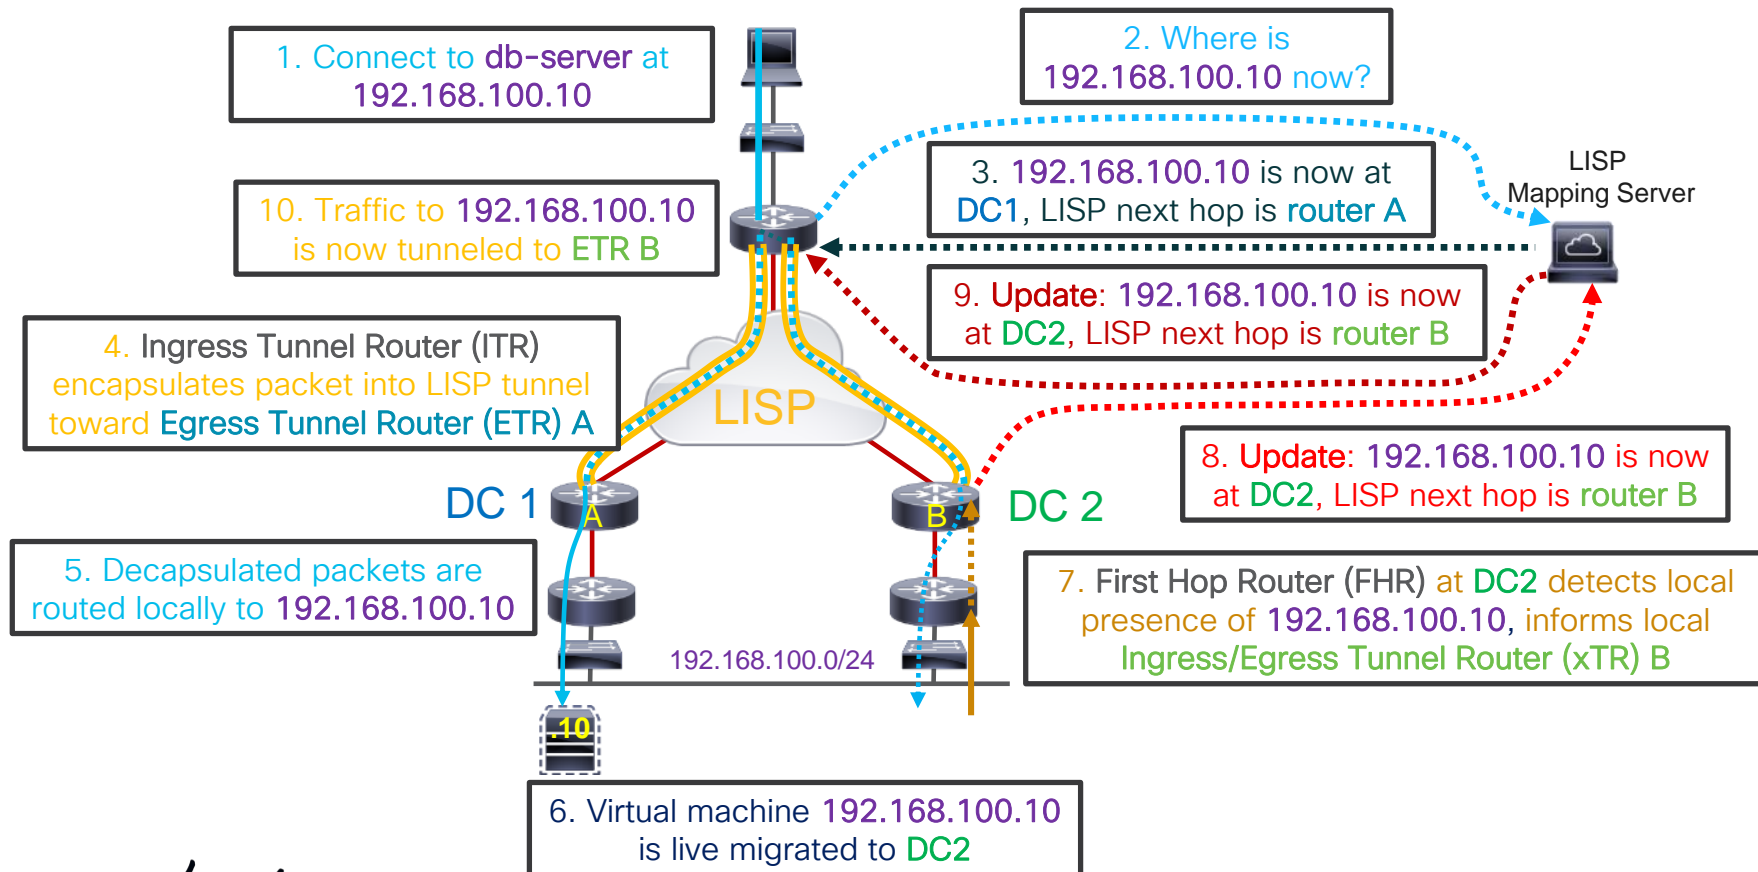 1. Connect to db-server at
192.168.100.10
2. Where is
192.168.100.10 now?
3. 192.168.100.10 is now at
DC1, LISP next hop is router A
LISP
Mapping Server
10. Traffic to 192.168.100.10
is now tunneled to ETR B
9. Update: 192.168.100.10 is now
at DC2, LISP next hop is router B
4. Ingress Tunnel Router (ITR)
encapsulates packet into LISP tunnel
toward Egress Tunnel Router (ETR) A
LISP
8. Update: 192.168.100.10 is now
at DC2, LISP next hop is router B
DC 1
A
B
DC 2
5. Decapsulated packets are
routed locally to 192.168.100.10
7. First Hop Router (FHR) at DC2 detects local
presence of 192.168.100.10, informs local
Ingress/Egress Tunnel Router (xTR) B
192.168.100.0/24
.10
6. Virtual machine 192.168.100.10
is live migrated to DC2